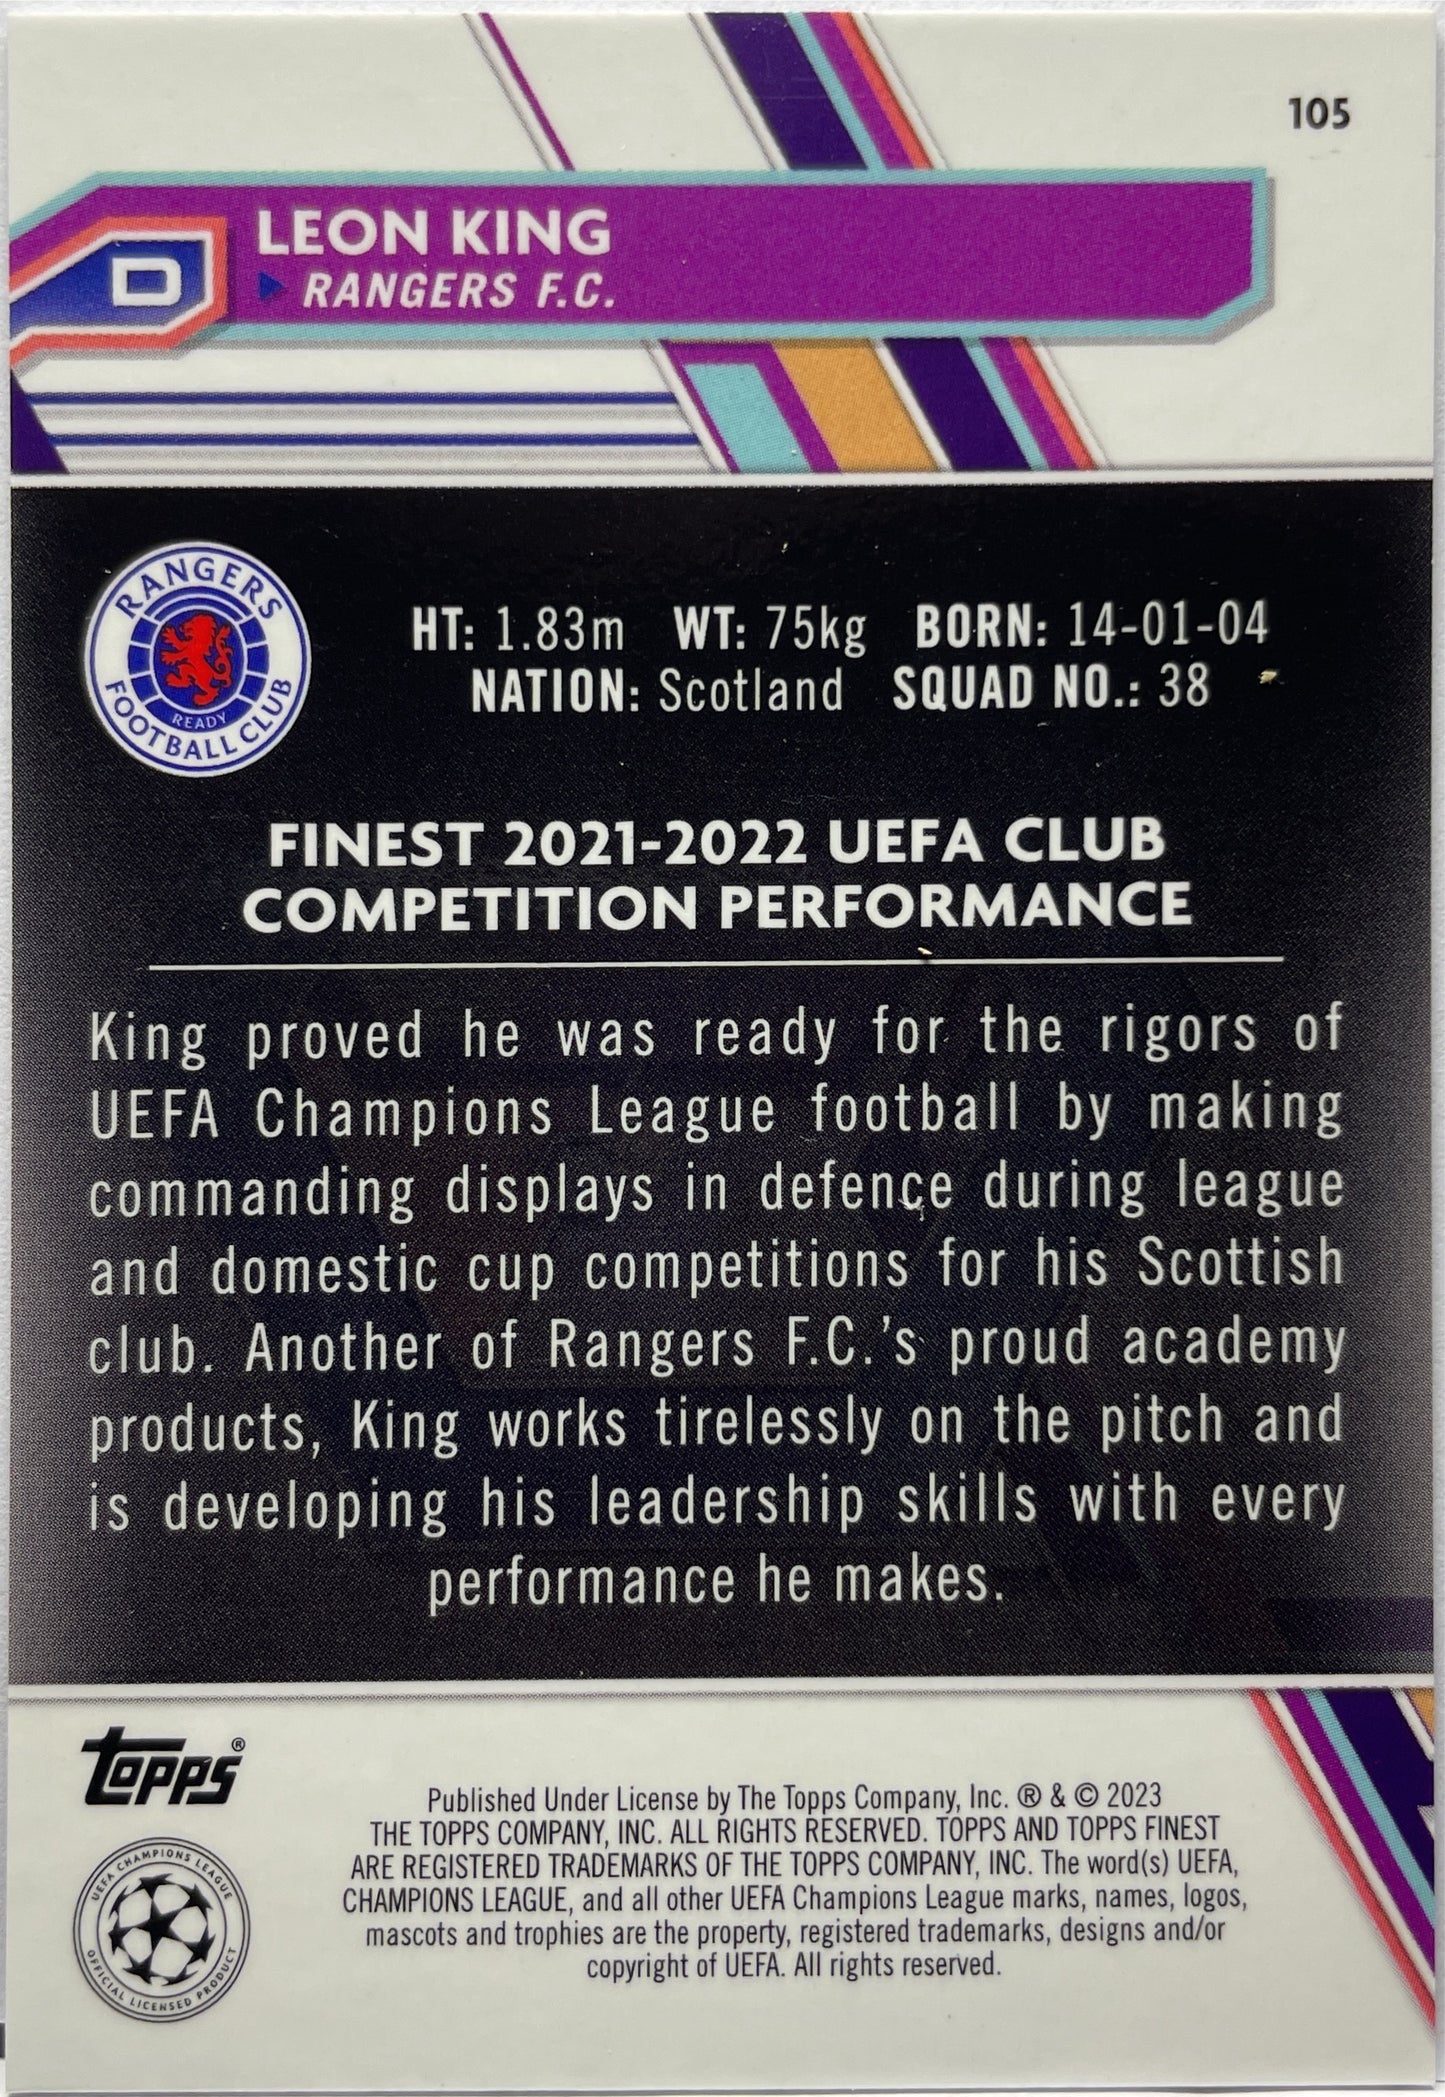 105
LEON KING
D
RANGERS F.C.
RANGERS
FOOTBALL CLUB
READY
HT: 1.83m WT: 75kg BORN: 14-01-04
NATION: Scotland SQUAD NO.: 38
FINEST 2021-2022 UEFA CLUB
COMPETITION PERFORMANCE
King proved he was ready for the rigors of
UEFA Champions League football by making
commanding displays in defence during league
and domestic cup competitions for his Scottish
club. Another of Rangers F.C.'s proud academy
products, King works tirelessly on the pitch and
is developing his leadership skills with every
performance he makes.
topps®
UEFA CHAMPIONS LEAGUE
OFFICIAL LICENSED PRODUCT
Published Under License by The Topps Company, Inc. ® & © 2023
THE TOPPS COMPANY, INC. ALL RIGHTS RESERVED. TOPPS AND TOPPS FINEST
ARE REGISTERED TRADEMARKS OF THE TOPPS COMPANY, INC. The word(s) UEFA,
CHAMPIONS LEAGUE, and all other UEFA Champions League marks, names, logos,
mascots and trophies are the property, registered trademarks, designs and/or
copyright of UEFA. All rights reserved.